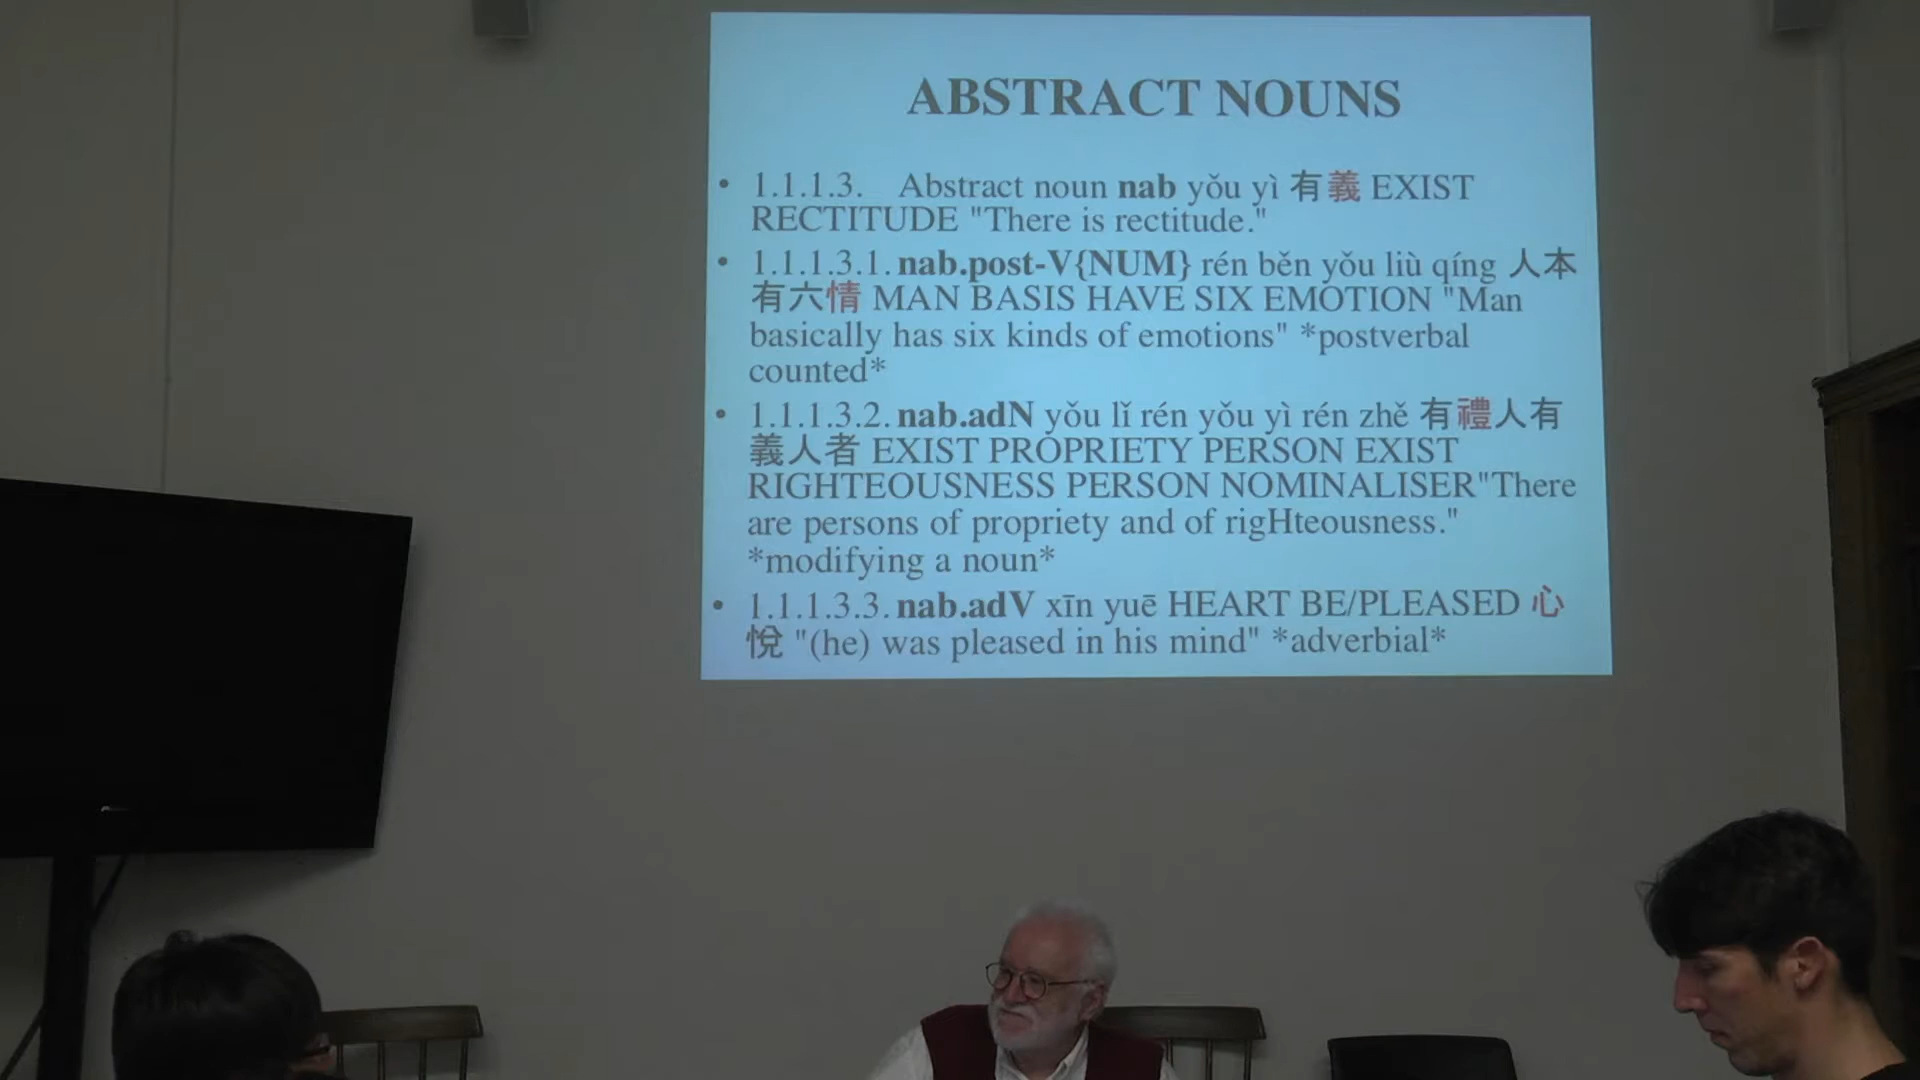 ABSTRACT NOUNS
• 1.1.1.3. Abstract noun nab yǒu yì 有義 EXIST
RECTITUDE "There is rectitude."
• 1.1.1.3.1. nab.post-V{NUM} rén běn yǒu liù qíng 人本
有六情 MAN BASIS HAVE SIX EMOTION "Man
basically has six kinds of emotions" *postverbal
counted*
• 1.1.1.3.2. nab.adN yǒu lǐ rén yǒu yì rén zhě 有禮人有
義人者 EXIST PROPRIETY PERSON EXIST
RIGHTEOUSNESS PERSON NOMINALISER"There
are persons of propriety and of rigHteousness."
*modifying a noun*
• 1.1.1.3.3. nab.adV xīn yuē HEART BE/PLEASED 心
悅 "(he) was pleased in his mind" *adverbial*